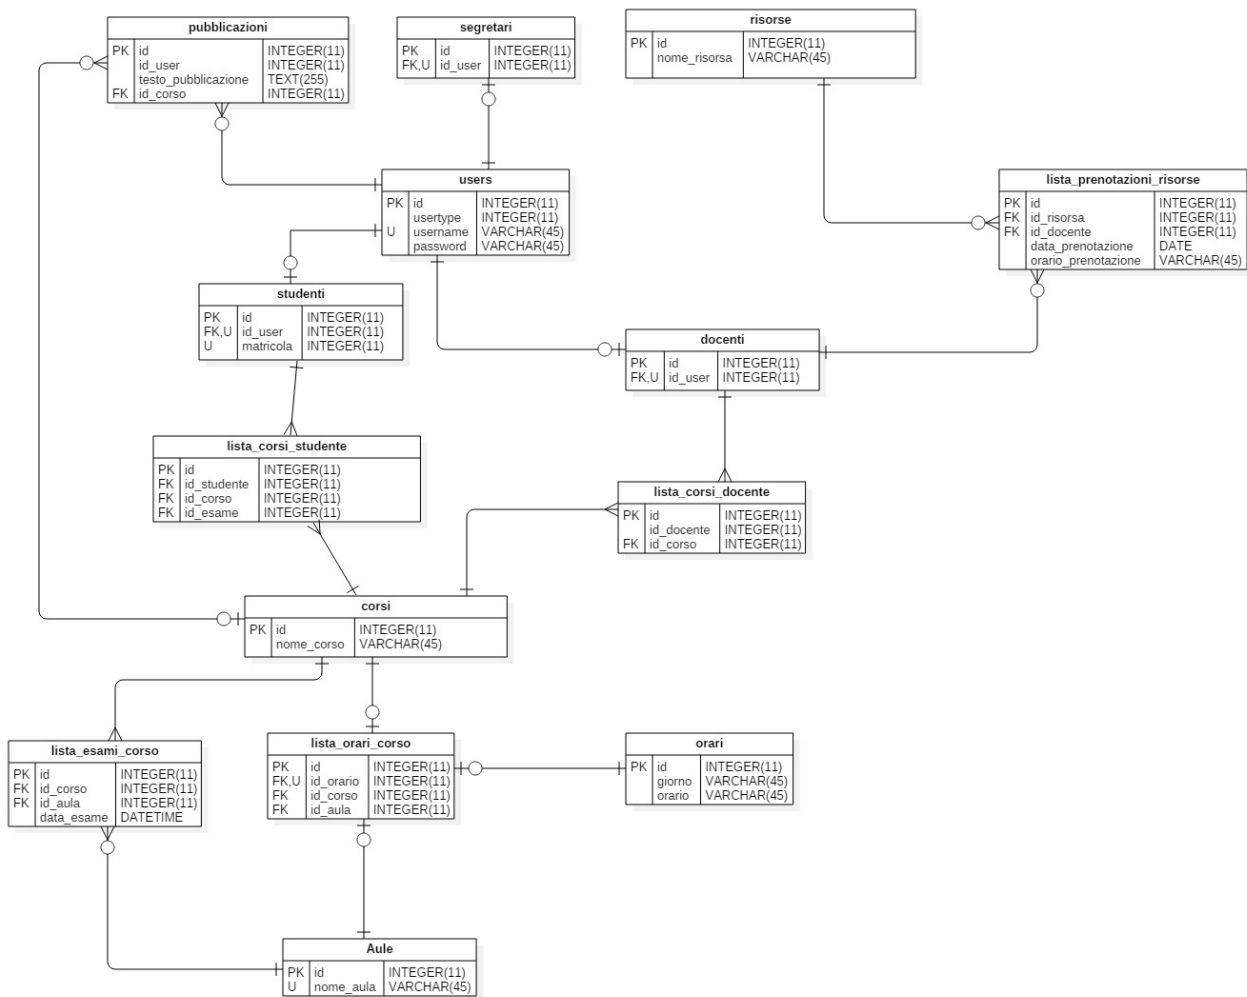 pubblicazioni
PK id INTEGER(11)
id_user INTEGER(11)
testo_pubblicazione TEXT(255)
FK id_corso INTEGER(11)
segretari
PK id INTEGER(11)
FK,U id_user INTEGER(11)
risorse
PK id INTEGER(11)
nome_risorsa VARCHAR(45)
users
PK id INTEGER(11)
usertype INTEGER(11)
U username VARCHAR(45)
password VARCHAR(45)
lista_prenotazioni_risorse
PK id INTEGER(11)
FK id_risorsa INTEGER(11)
FK id_docente INTEGER(11)
data_prenotazione DATE
orario_prenotazione VARCHAR(45)
studenti
PK id INTEGER(11)
FK,U id_user INTEGER(11)
U matricola INTEGER(11)
docenti
PK id INTEGER(11)
FK,U id_user INTEGER(11)
lista_corsi_studente
PK id INTEGER(11)
FK id_studente INTEGER(11)
FK id_corso INTEGER(11)
FK id_esame INTEGER(11)
lista_corsi_docente
PK id INTEGER(11)
id_docente INTEGER(11)
FK id_corso INTEGER(11)
corsi
PK id INTEGER(11)
nome_corso VARCHAR(45)
lista_esami_corso
PK id INTEGER(11)
FK id_corso INTEGER(11)
FK id_aula INTEGER(11)
data_esame DATETIME
lista_orari_corso
PK id INTEGER(11)
FK,U id_orario INTEGER(11)
FK id_corso INTEGER(11)
FK id_aula INTEGER(11)
orari
PK id INTEGER(11)
giorno VARCHAR(45)
orario VARCHAR(45)
Aule
PK id INTEGER(11)
U nome_aula VARCHAR(45)